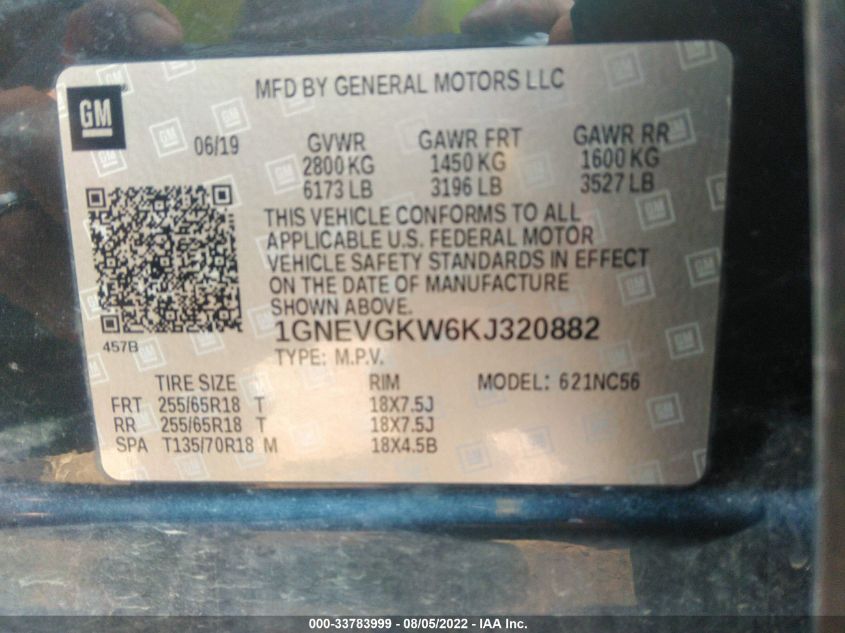 MFD BY GENERAL MOTORS LLC
GM
06/19 GVWR GAWR FRT GAWR RR
2800 KG 1450 KG 1600 KG
6173 LB 3196 LB 3527 LB
THIS VEHICLE CONFORMS TO ALL
APPLICABLE U.S. FEDERAL MOTOR
VEHICLE SAFETY STANDARDS IN EFFECT
ON THE DATE OF MANUFACTURE
SHOWN ABOVE.
1GNEVGKW6KJ320882
457B
TYPE: M.P.V.
TIRE SIZE RIM MODEL: 621NC56
FRT 255/65R18 T 18X7.5J
RR 255/65R18 T 18X7.5J
SPA T135/70R18 M 18X4.5B
000-33783999 — 08/05/2022 — IAA Inc.